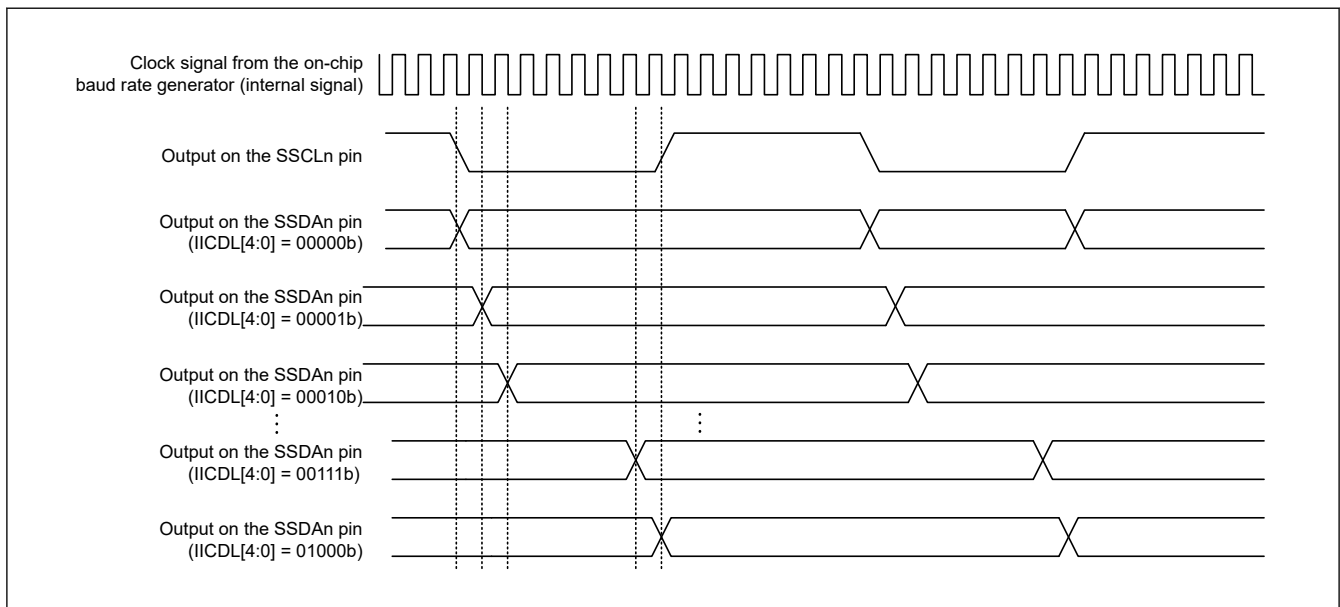 Clock signal from the on-chip
baud rate generator (internal signal)
Output on the SSCLn pin
Output on the SSDAn pin
(IICDL[4:0] = 00000b)
Output on the SSDAn pin
(IICDL[4:0] = 00001b)
Output on the SSDAn pin
(IICDL[4:0] = 00010b)
Output on the SSDAn pin
(IICDL[4:0] = 00111b)
Output on the SSDAn pin
(IICDL[4:0] = 01000b)